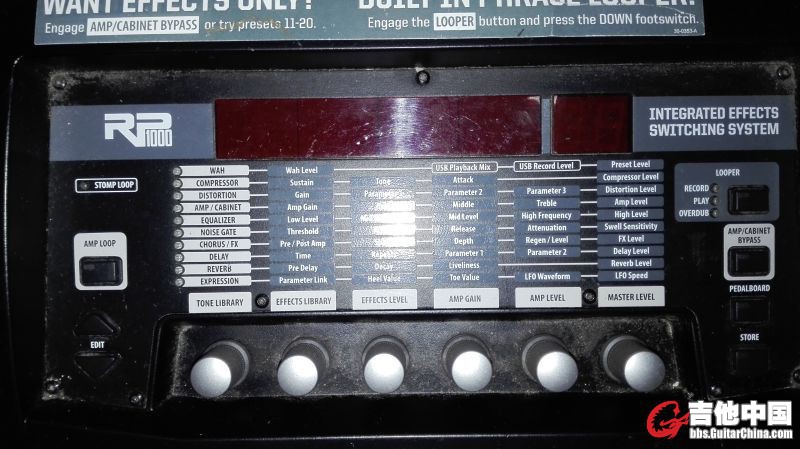 WANT EFFECTS ONLY?
Engage AMP/CABINET BYPASS or try presets 11-20.
BUILT IN PHRASE LOOPER!
Engage the LOOPER button and press the DOWN footswitch.
30-0353-A
RP1000
INTEGRATED EFFECTS
SWITCHING SYSTEM
USB Playback Mix USB Record Level Preset Level
WAH Wah Level Attack Compressor Level
COMPRESSOR Sustain Tone Parameter 2 Parameter 3 Distortion Level
DISTORTION Gain Middle Treble Amp Level
AMP / CABINET Amp Gain Mid Level High Frequency High Level
EQUALIZER Low Level Release Attenuation Swell Sensitivity
NOISE GATE Threshold Depth Regen / Level FX Level
CHORUS / FX Pre / Post Amp Parameter 1 Parameter 2 Delay Level
DELAY Time Repeats Liveliness Reverb Level
REVERB Pre Delay Decay
EXPRESSION Parameter Link Heel Value Toe Value LFO Waveform LFO Speed
TONE LIBRARY EFFECTS LIBRARY EFFECTS LEVEL AMP GAIN AMP LEVEL MASTER LEVEL
STOMP LOOP
AMP LOOP
EDIT
LOOPER
RECORD
PLAY
OVERDUB
AMP/CABINET
BYPASS
PEDALBOARD
STORE
吉他中国
bbs.GuitarChina.com